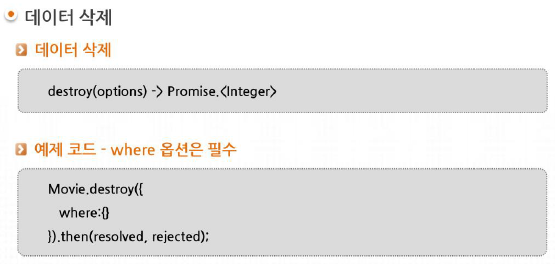 데이터 삭제
데이터 삭제
destroy(options) -> Promise.<Integer>
예제 코드 - where 옵션은 필수
Movie.destroy({
where:{}
}).then(resolved, rejected);